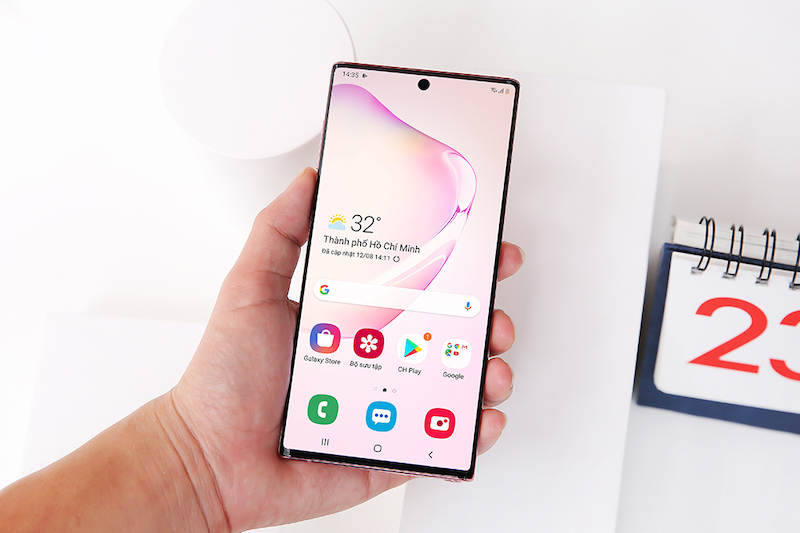 14:35
32°
Thành phố Hồ Chí Minh
Đã cập nhật 12/08 14:11
Galaxy Store
Bộ sưu tập
CH Play
Google
23